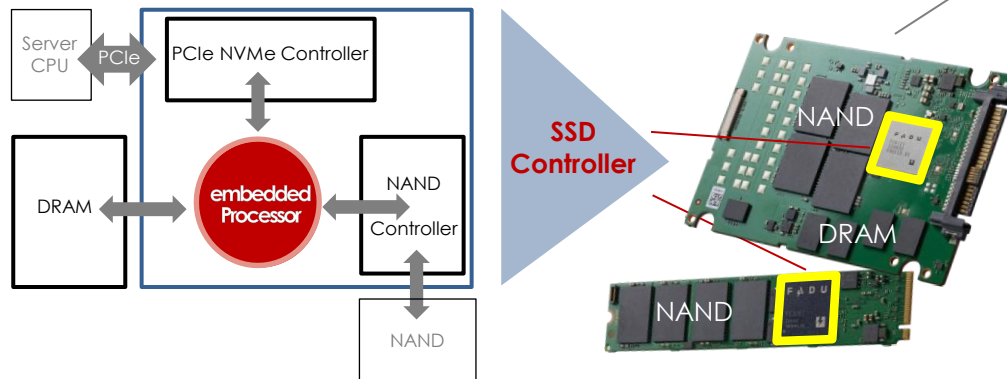 Server
CPU
PCIe
PCIe NVMe Controller
DRAM
embedded
Processor
NAND
Controller
NAND
SSD
Controller
NAND
FADU
DRAM
NAND
FADU